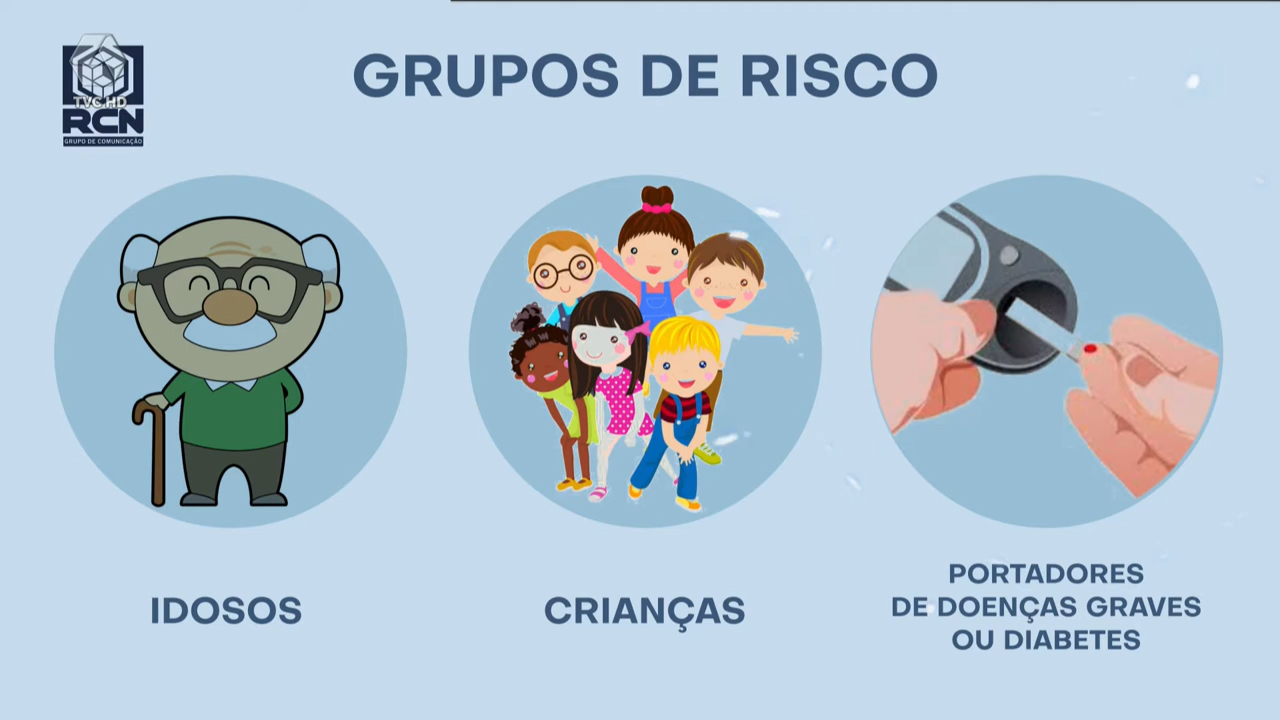 GRUPOS DE RISCO
TVC HD
RCN
GRUPO DE COMUNICAÇÃO
IDOSOS
CRIANÇAS
PORTADORES
DE DOENÇAS GRAVES
OU DIABETES